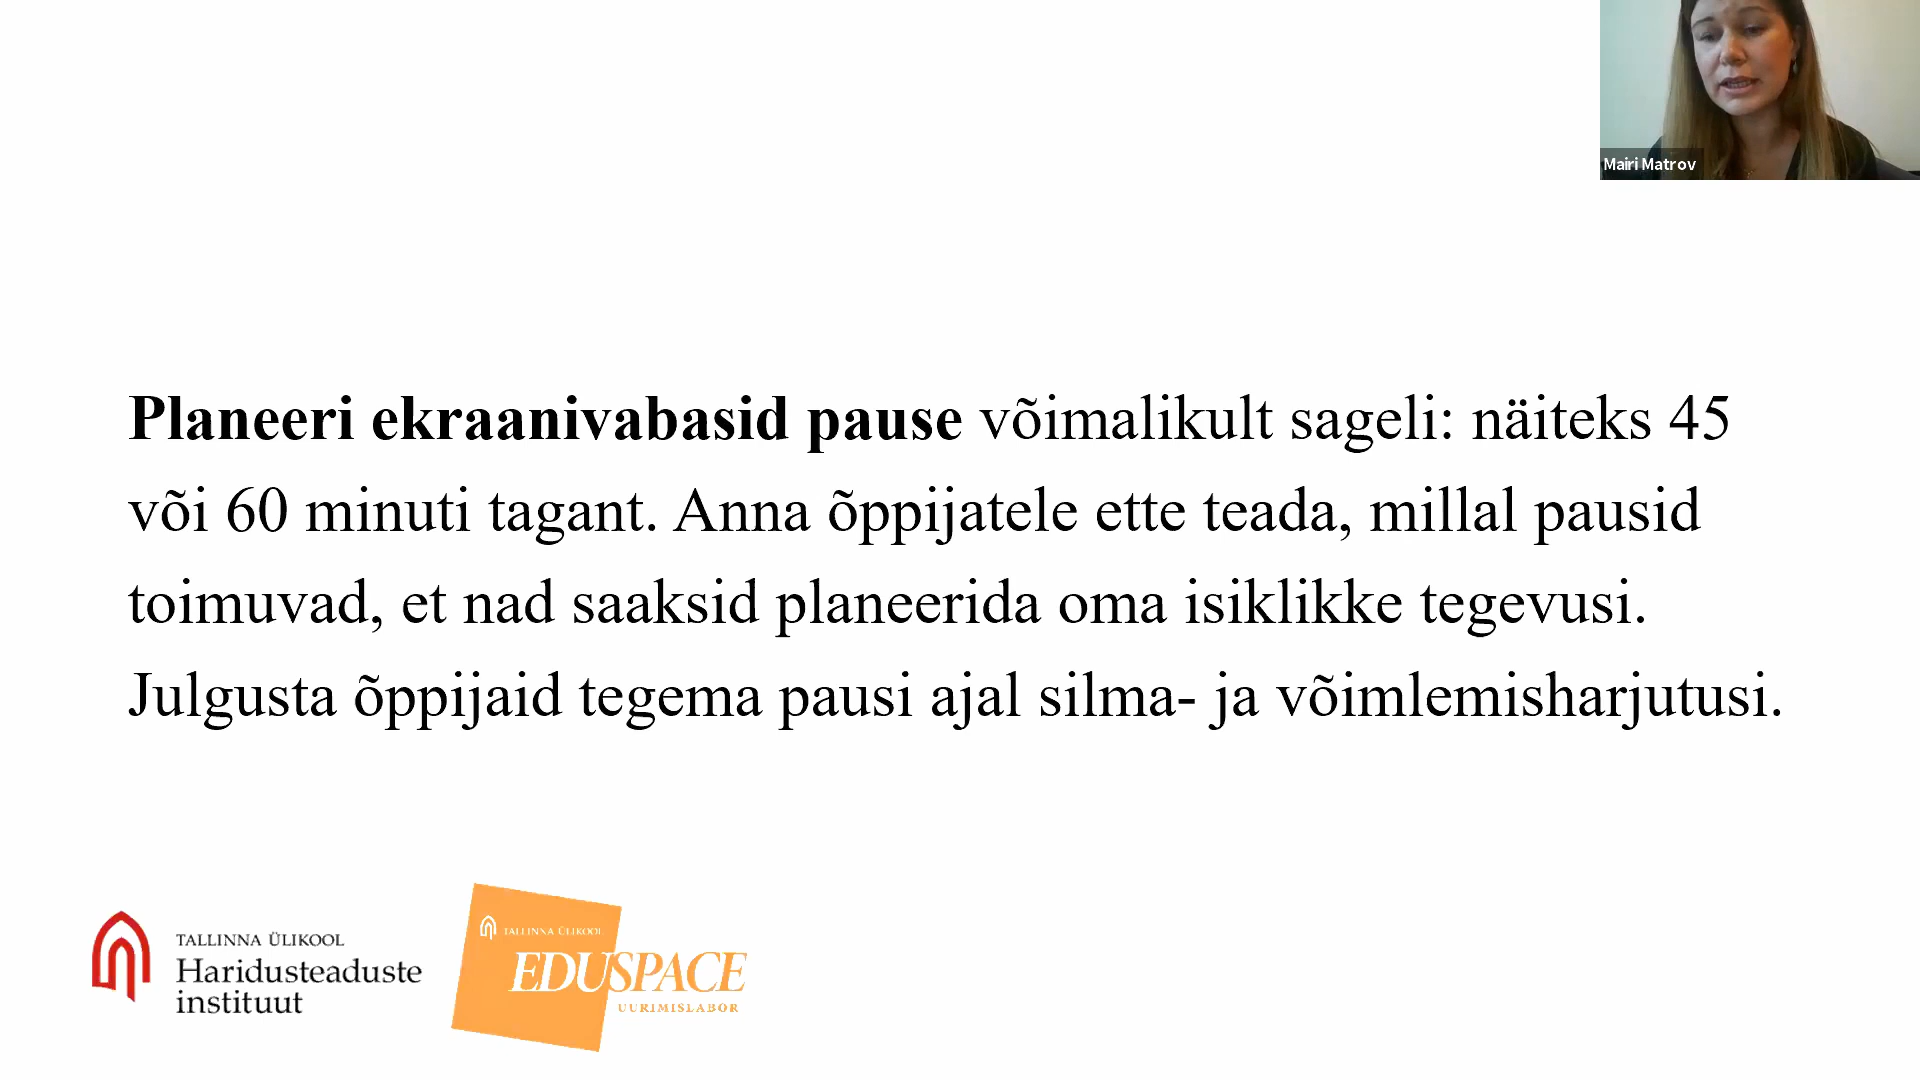 Mairi Matrov
Planeeri ekraanivabasid pause võimalikult sageli: näiteks 45
või 60 minuti tagant. Anna õppijatele ette teada, millal pausid
toimuvad, et nad saaksid planeerida oma isiklikke tegevusi.
Julgusta õppijaid tegema pausi ajal silma- ja võimlemisharjutusi.
TALLINNA ÜLIKOOL
Haridusteaduste
instituut
TALLINNA ÜLIKOOL
EDUSPACE
UURIMISLABOR